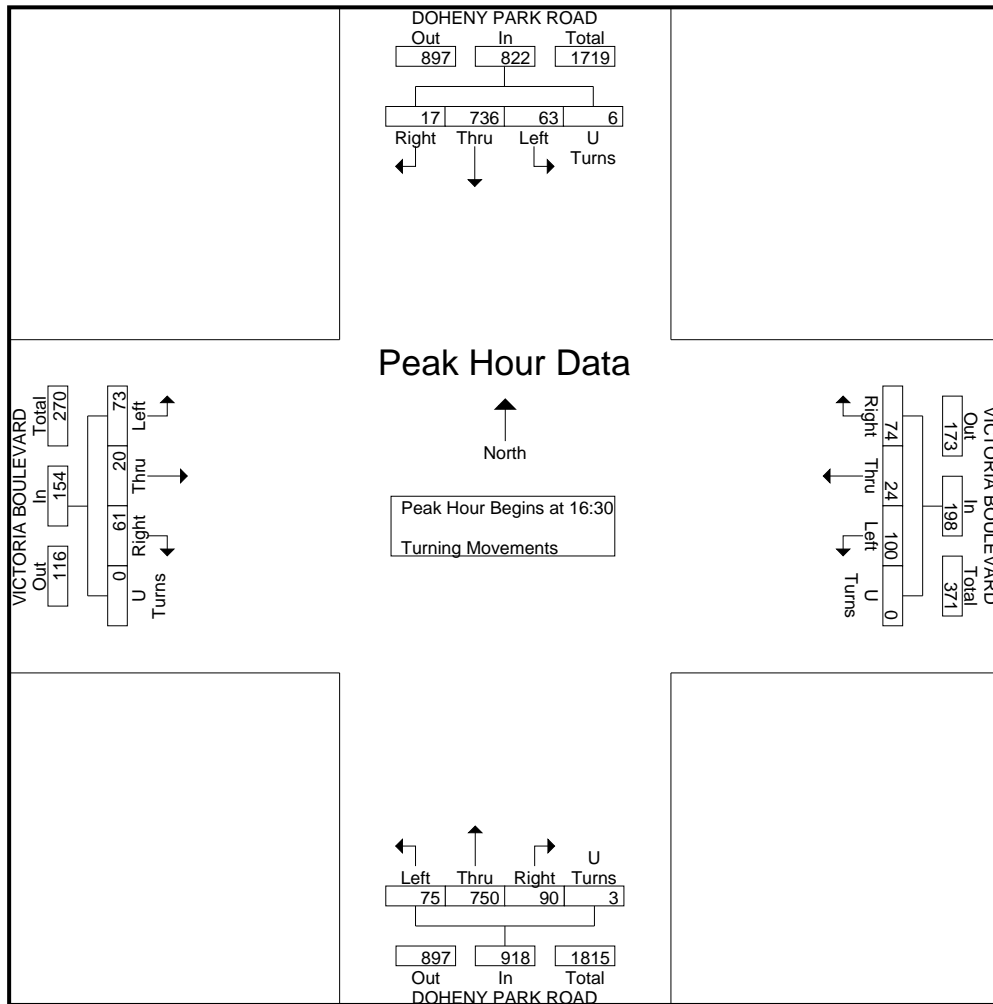 DOHENY PARK ROAD
Out In Total
897 822 1719
17 736 63 6
Right Thru Left U
Turns
Peak Hour Data
North
Peak Hour Begins at 16:30
Turning Movements
VICTORIA BOULEVARD
Out In Total
116 154 270
73 20 61 0
Left Thru Right U
Turns
VICTORIA BOULEVARD
Out In Total
173 198 371
74 24 100 0
Right Thru Left U
Turns
U
Left Thru Right Turns
75 750 90 3
897 918 1815
Out In Total
DOHENY PARK ROAD